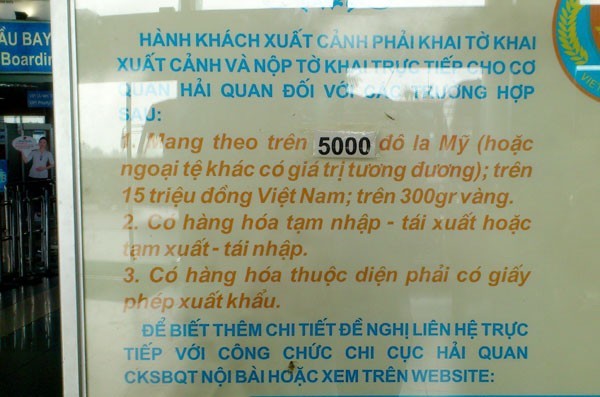 ẦU BAY
Boardin
HÀNH KHÁCH XUẤT CẢNH PHẢI KHAI TỜ KHAI
XUẤT CẢNH VÀ NỘP TỜ KHAI TRỰC TIẾP CHO CƠ
QUAN HẢI QUAN ĐỐI VỚI CÁC TRƯỜNG HỢP
SAU:
1. Mang theo trên 5000 đô la Mỹ (hoặc
ngoại tệ khác có giá trị tương đương); trên
15 triệu đồng Việt Nam; trên 300gr vàng.
2. Có hàng hóa tạm nhập - tái xuất hoặc
tạm xuất - tái nhập.
3. Có hàng hóa thuộc diện phải có giấy
phép xuất khẩu.
ĐỂ BIẾT THÊM CHI TIẾT ĐỀ NGHỊ LIÊN HỆ TRỰC
TIẾP VỚI CÔNG CHỨC CHI CỤC HẢI QUAN
CKSBQT NỘI BÀI HOẶC XEM TRÊN WEBSITE: